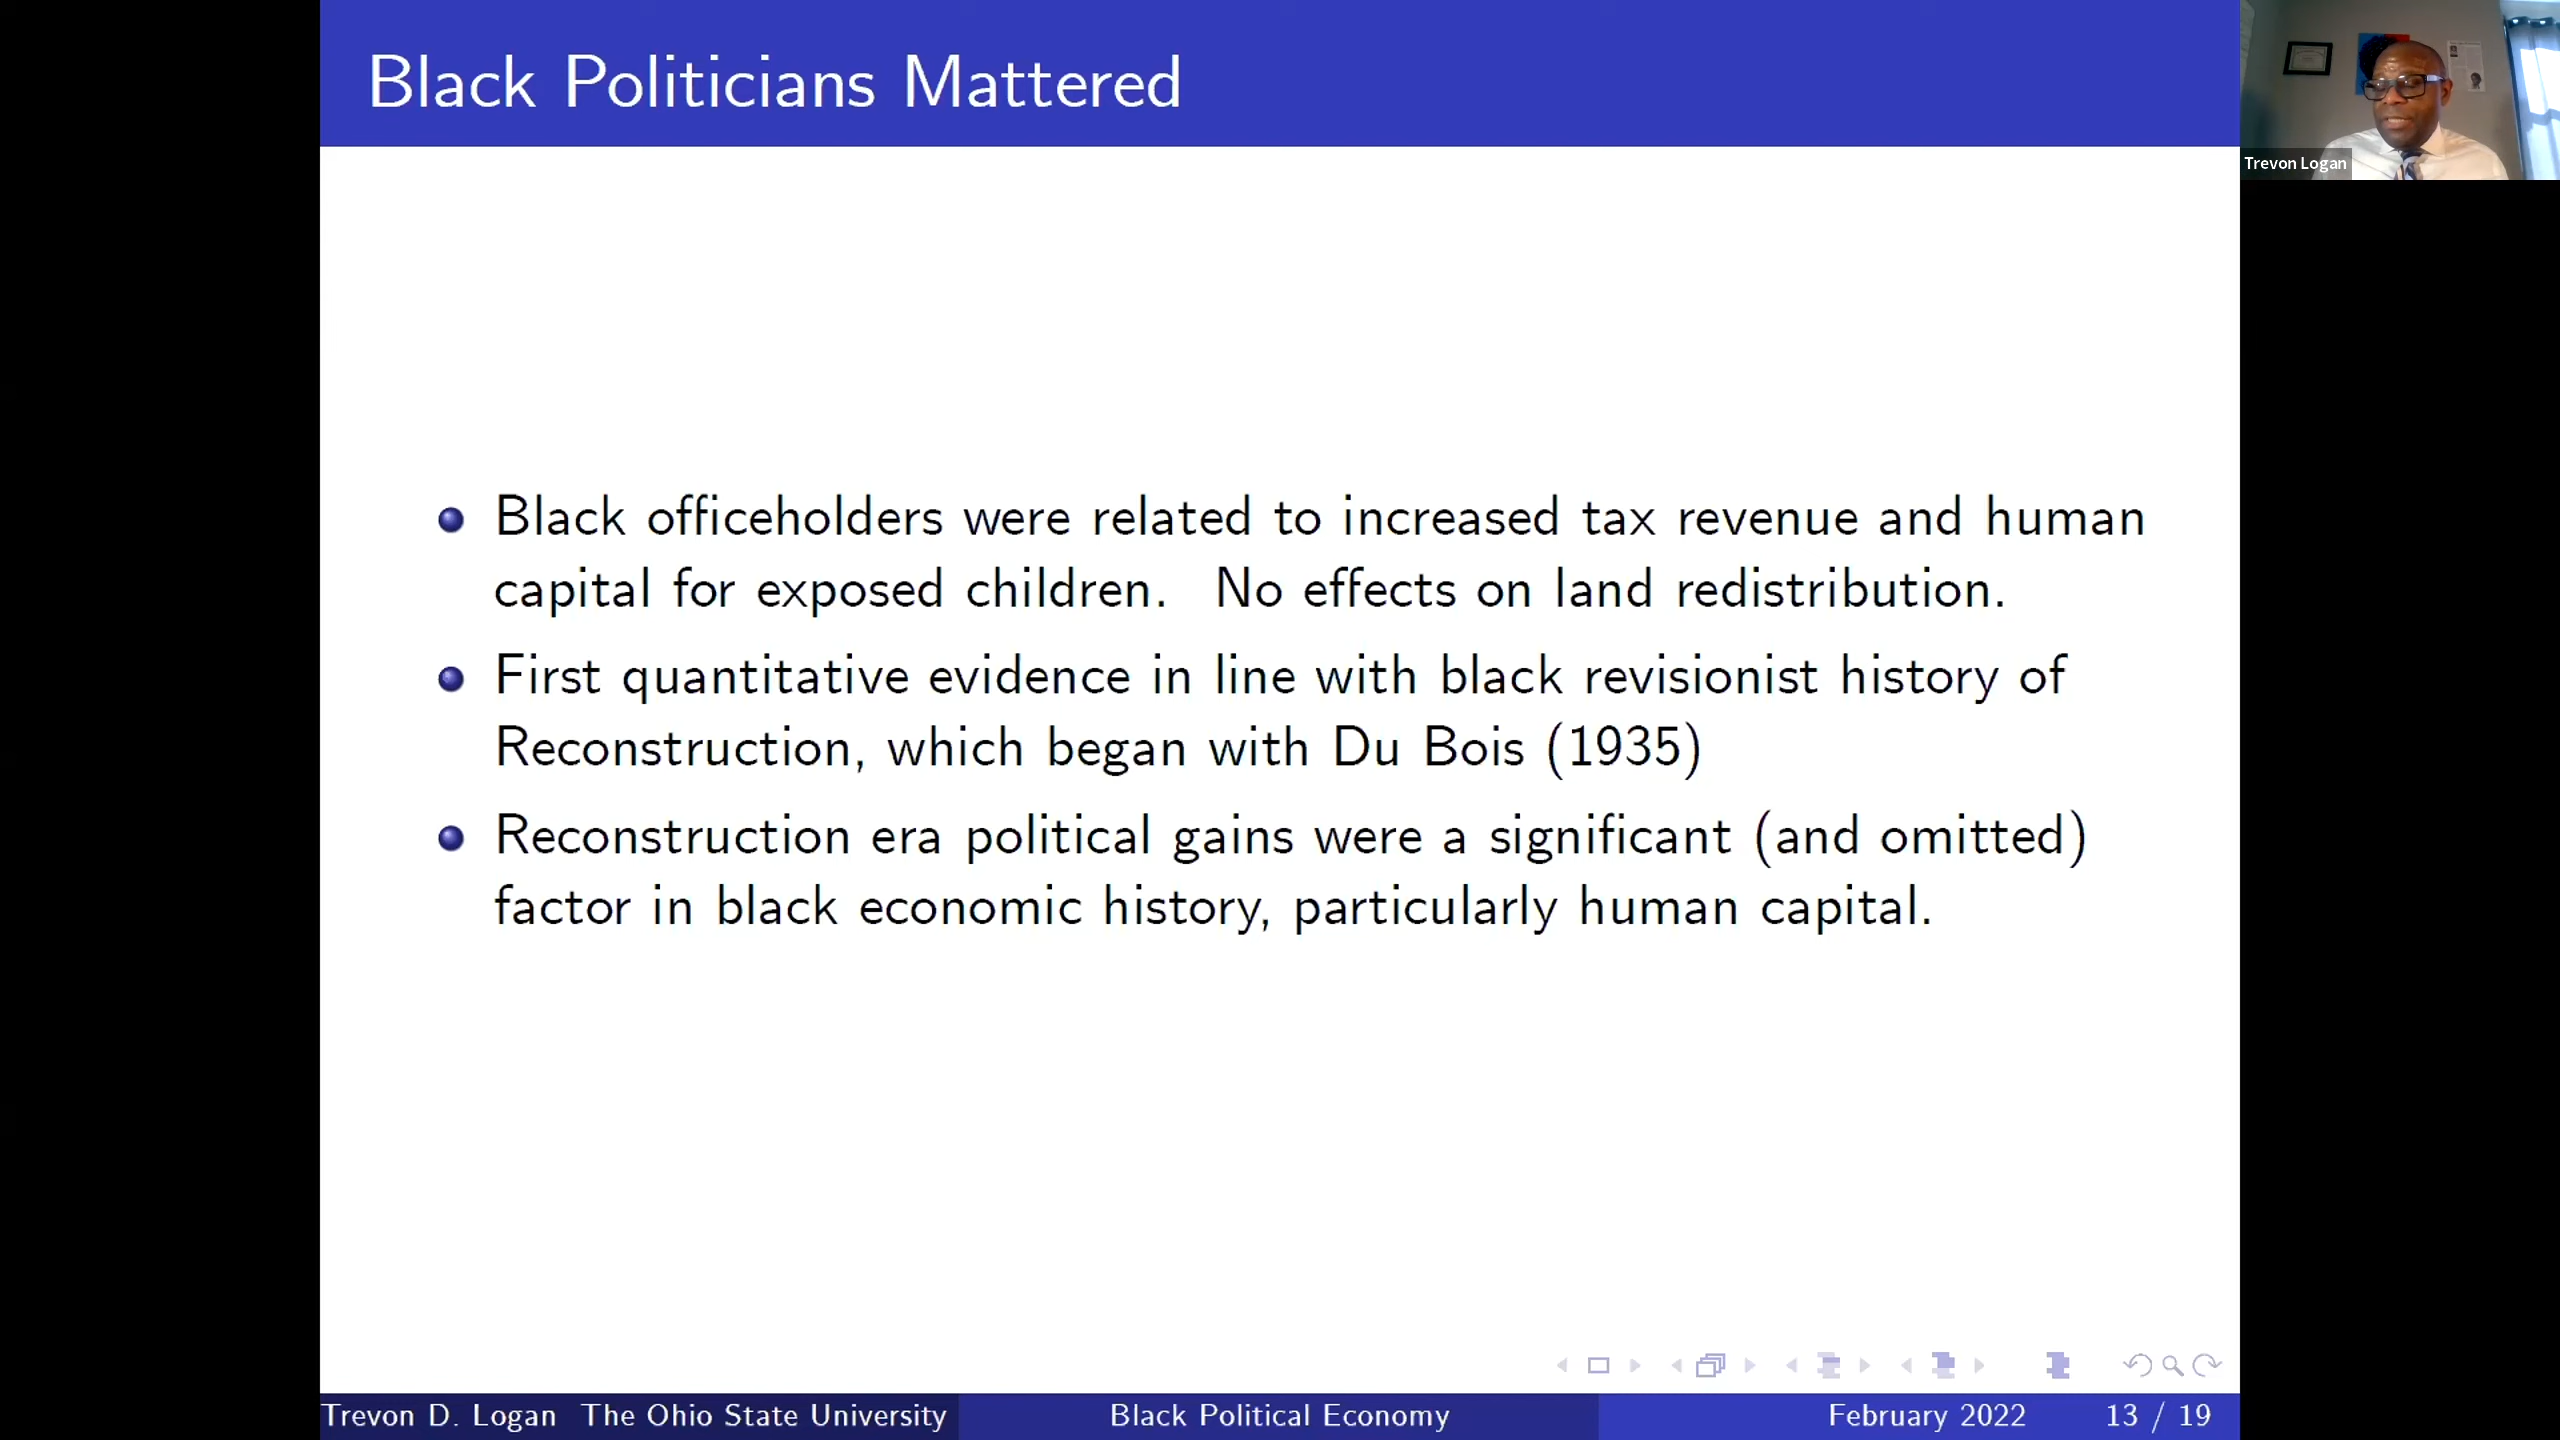 Black Politicians Mattered
Trevon Logan
Black officeholders were related to increased tax revenue and human
capital for exposed children. No effects on land redistribution.
First quantitative evidence in line with black revisionist history of
Reconstruction, which began with Du Bois (1935)
Reconstruction era political gains were a significant (and omitted)
factor in black economic history, particularly human capital.
Trevon D. Logan The Ohio State University
Black Political Economy
February 2022
13 / 19